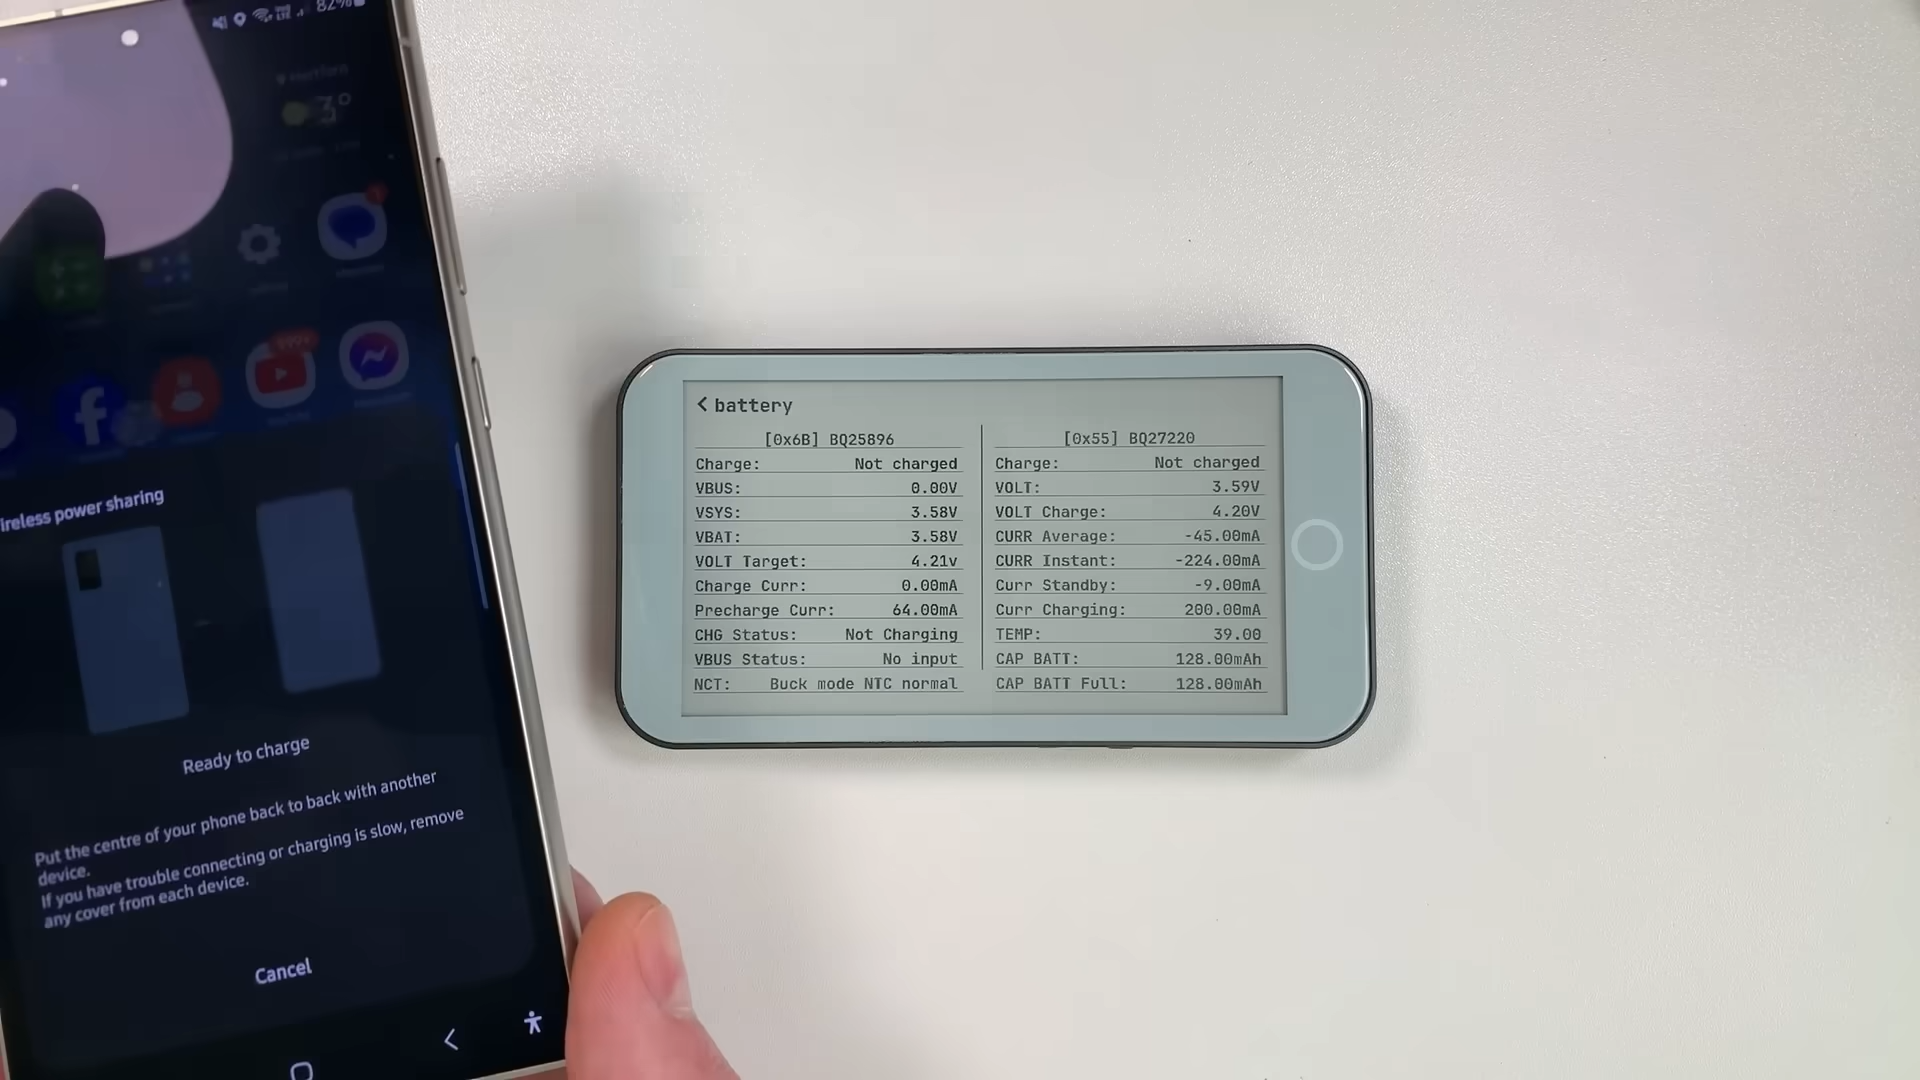 82%
ireless power sharing
Ready to charge
Put the centre of your phone back to back with another
device.
If you have trouble connecting or charging is slow, remove
any cover from each device.
Cancel
< battery
[0x6B] BQ25896
Charge: Not charged
VBUS: 0.00V
VSYS: 3.58V
VBAT: 3.58V
VOLT Target: 4.21v
Charge Curr: 0.00mA
Precharge Curr: 64.00mA
CHG Status: Not Charging
VBUS Status: No input
NCT: Buck mode NTC normal
[0x55] BQ27220
Charge: Not charged
VOLT: 3.59V
VOLT Charge: 4.20V
CURR Average: -45.00mA
CURR Instant: -224.00mA
Curr Standby: -9.00mA
Curr Charging: 200.00mA
TEMP: 39.00
CAP BATT: 128.00mAh
CAP BATT Full: 128.00mAh